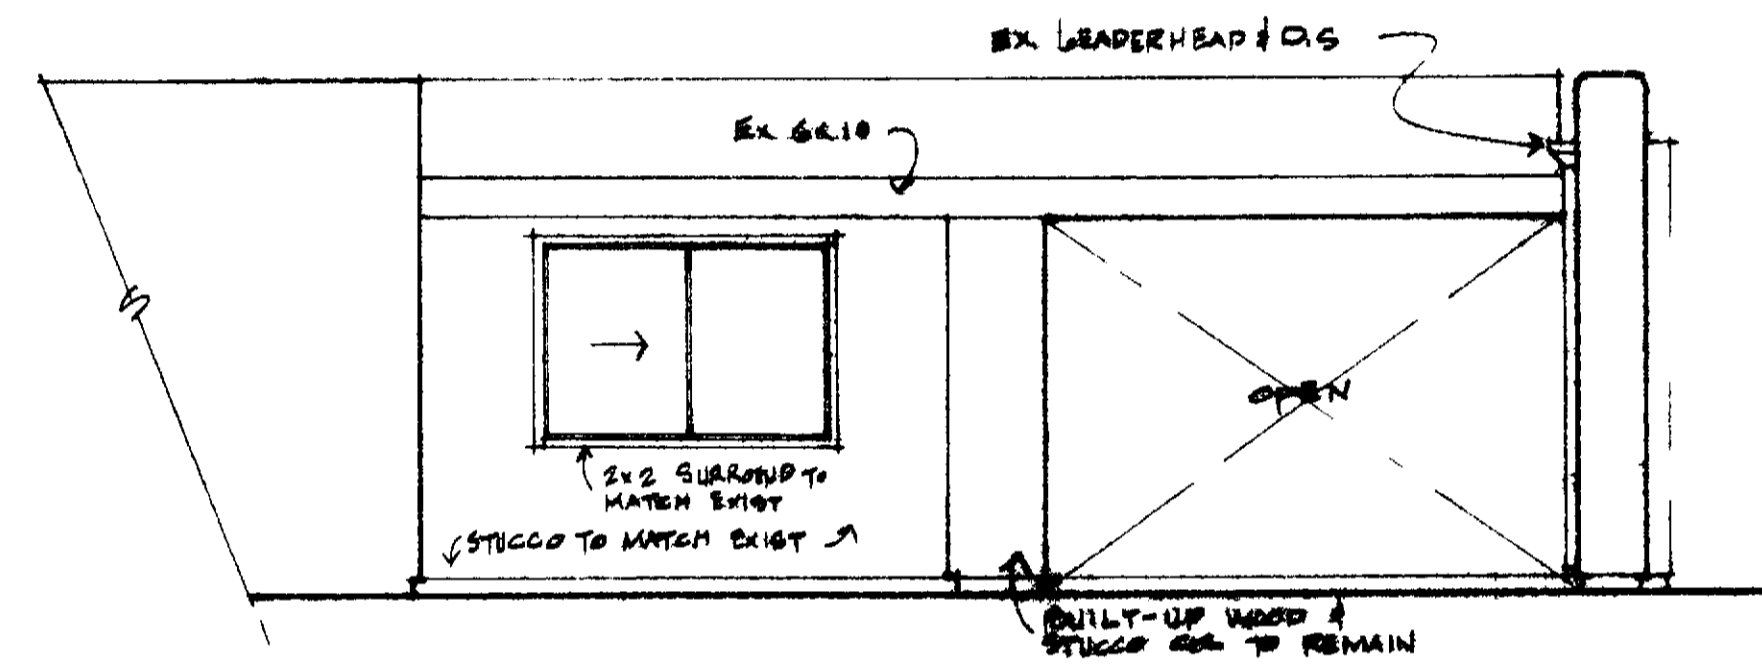 EX. LEADERHEAD & D.S
EX 6x10
OPEN
2x2 SURROUND TO
MATCH EXIST
STUCCO TO MATCH EXIST
BUILT-UP WOOD &
STUCCO COL TO REMAIN